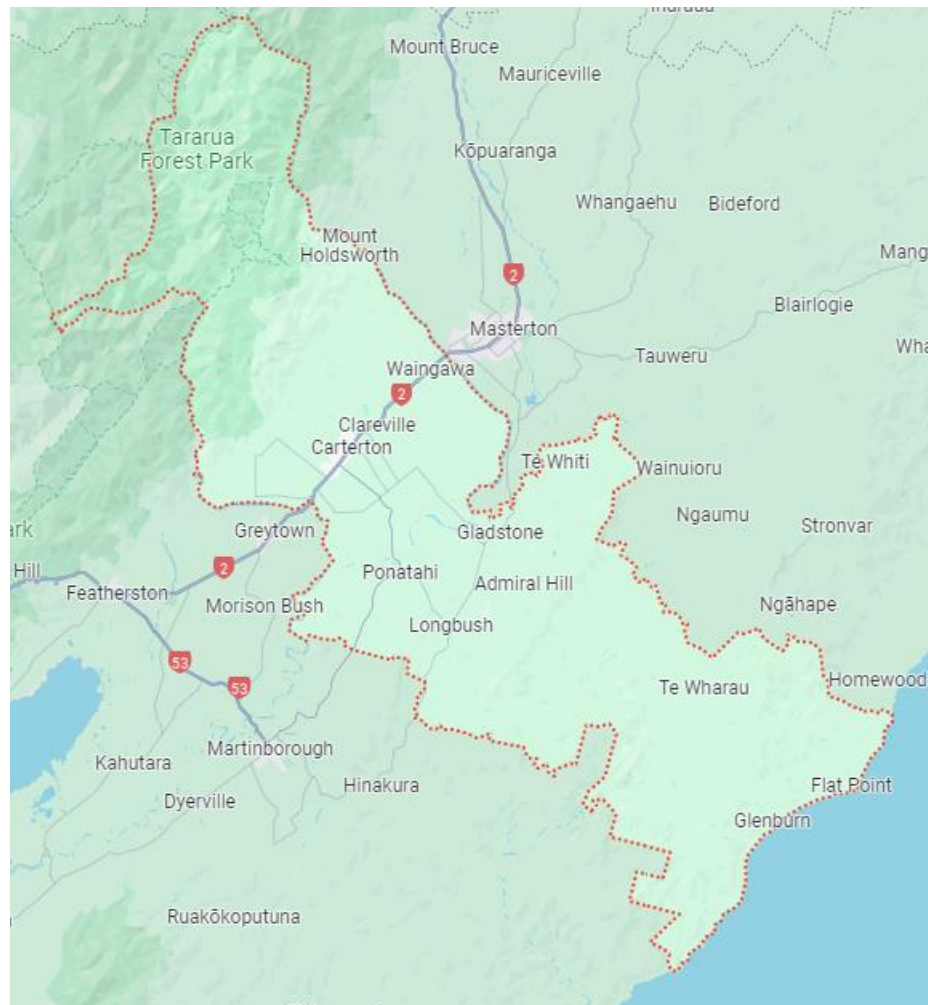 Mount Bruce
Mauriceville
Tararua
Forest Park
Kōpuaranga
Whangaehu
Bideford
Mount
Holdsworth
Mang
2
Blairlogie
Masterton
Tauweru
Wha
Waingawa
2
Clareville
Carterton
Te Whiti
Wainuioru
Ngaumu
Stronvar
ark
Greytown
Gladstone
Hill
2
Ponatahi
Admiral Hill
Featherston
Morison Bush
Ngāhape
Longbush
53
53
Te Wharau
Homewood
Martinborough
Kahutara
Hinakura
Flat Point
Dyerville
Glenburn
Ruakōkoputuna